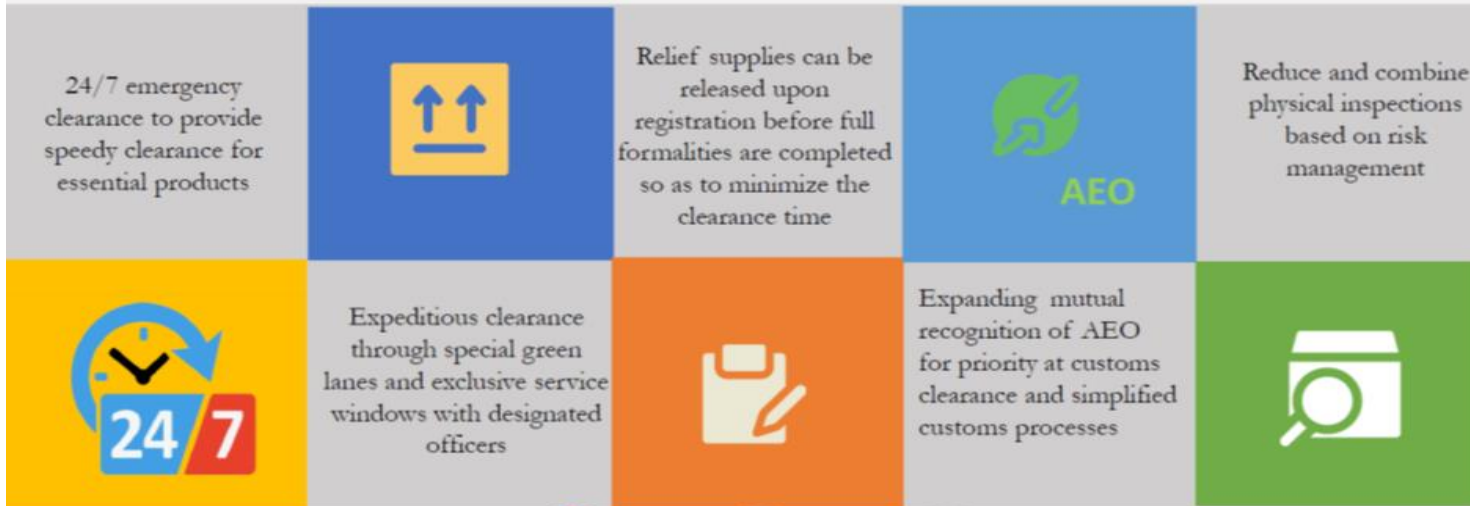 24/7 emergency
clearance to provide
speedy clearance for
essential products
Relief supplies can be
released upon
registration before full
formalities are completed
so as to minimize the
clearance time
AEO
Reduce and combine
physical inspections
based on risk
management
24/7
Expeditious clearance
through special green
lanes and exclusive service
windows with designated
officers
Expanding mutual
recognition of AEO
for priority at customs
clearance and simplified
customs processes